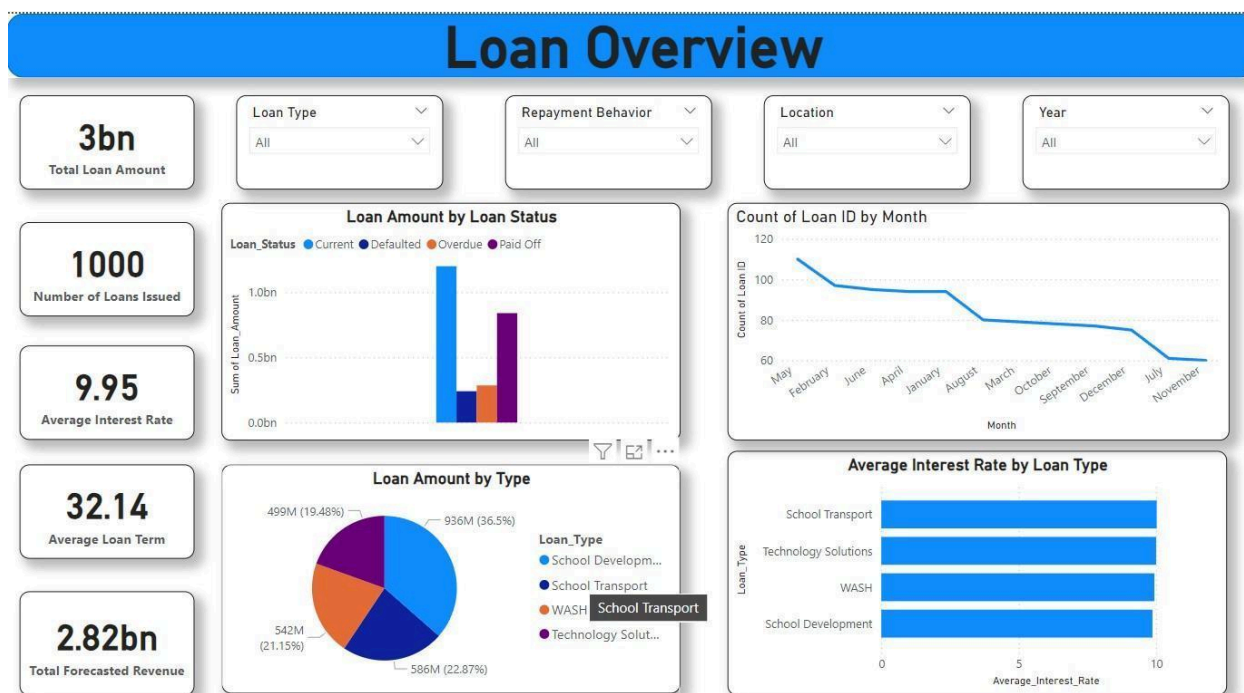 Loan Overview
3bn
Total Loan Amount
Loan Type
All
Repayment Behavior
All
Location
All
Year
All
1000
Number of Loans Issued
9.95
Average Interest Rate
32.14
Average Loan Term
2.82bn
Total Forecasted Revenue
Loan Amount by Loan Status
Loan_Status Current Defaulted Overdue Paid Off
Sum of Loan_Amount
1.0bn
0.5bn
0.0bn
Count of Loan ID by Month
Count of Loan ID
120
100
80
60
May February June April January August March October September December July November
Month
Loan Amount by Type
499M (19.48%)
936M (36.5%)
542M
(21.15%)
586M (22.87%)
Loan_Type
School Developm...
School Transport
WASH
School Transport
Technology Solut...
Average Interest Rate by Loan Type
Loan_Type
School Transport
Technology Solutions
WASH
School Development
0 5 10
Average_Interest_Rate